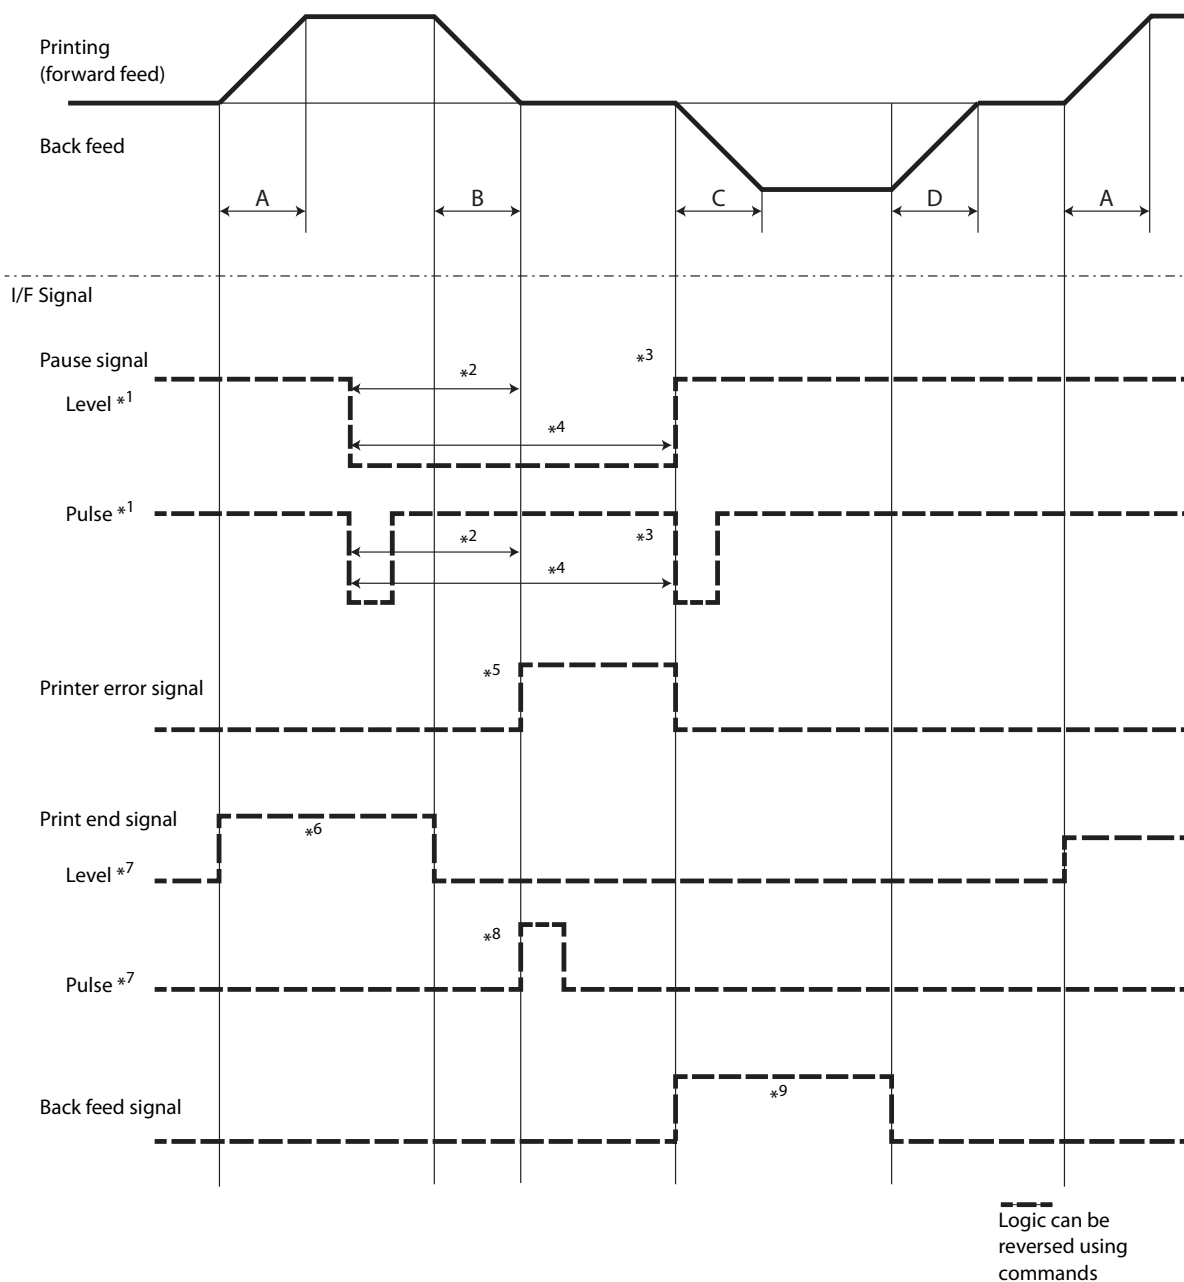 Printing
(forward feed)
Back feed
A B C D A
I/F Signal
Pause signal
*3
*2
Level *1
*4
Pulse *1
*2 *3
*4
*5
Printer error signal
Print end signal
*6
Level *7
*8
Pulse *7
*9
Back feed signal
Logic can be
reversed using
commands